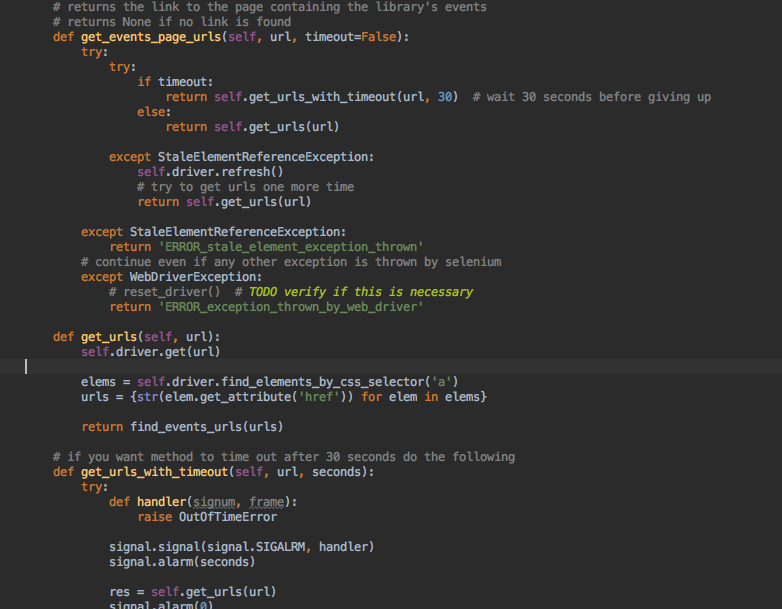 # returns the link to the page containing the library's events
# returns None if no link is found
def get_events_page_urls(self, url, timeout=False):
    try:
        try:
            if timeout:
                return self.get_urls_with_timeout(url, 30)  # wait 30 seconds before giving up
            else:
                return self.get_urls(url)

        except StaleElementReferenceException:
            self.driver.refresh()
            # try to get urls one more time
            return self.get_urls(url)

    except StaleElementReferenceException:
        return 'ERROR_stale_element_exception_thrown'
    # continue even if any other exception is thrown by selenium
    except WebDriverException:
        # reset_driver()  # TODO verify if this is necessary
        return 'ERROR_exception_thrown_by_web_driver'

def get_urls(self, url):
    self.driver.get(url)

    elems = self.driver.find_elements_by_css_selector('a')
    urls = {str(elem.get_attribute('href')) for elem in elems}

    return find_events_urls(urls)

# if you want method to time out after 30 seconds do the following
def get_urls_with_timeout(self, url, seconds):
    try:
        def handler(signum, frame):
            raise OutOfTimeError

        signal.signal(signal.SIGALRM, handler)
        signal.alarm(seconds)

        res = self.get_urls(url)
        signal.alarm(0)